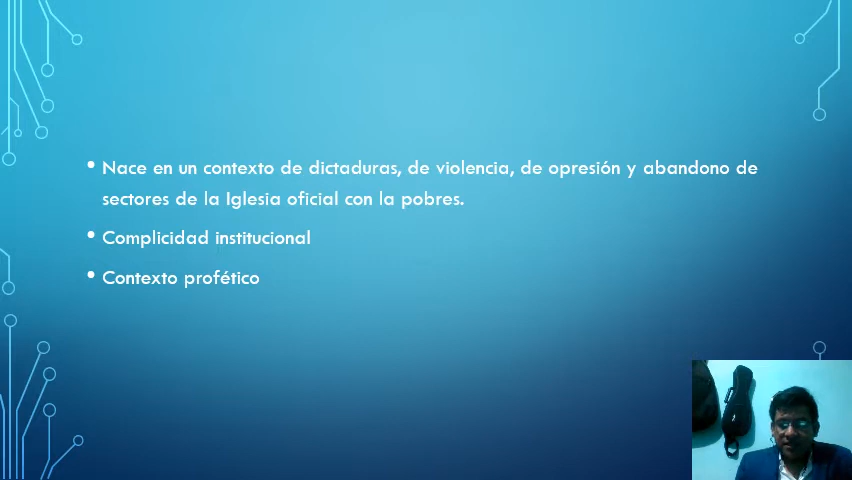 • Nace en un contexto de dictaduras, de violencia, de opresión y abandono de
sectores de la Iglesia oficial con la pobres.
• Complicidad institucional
• Contexto profético